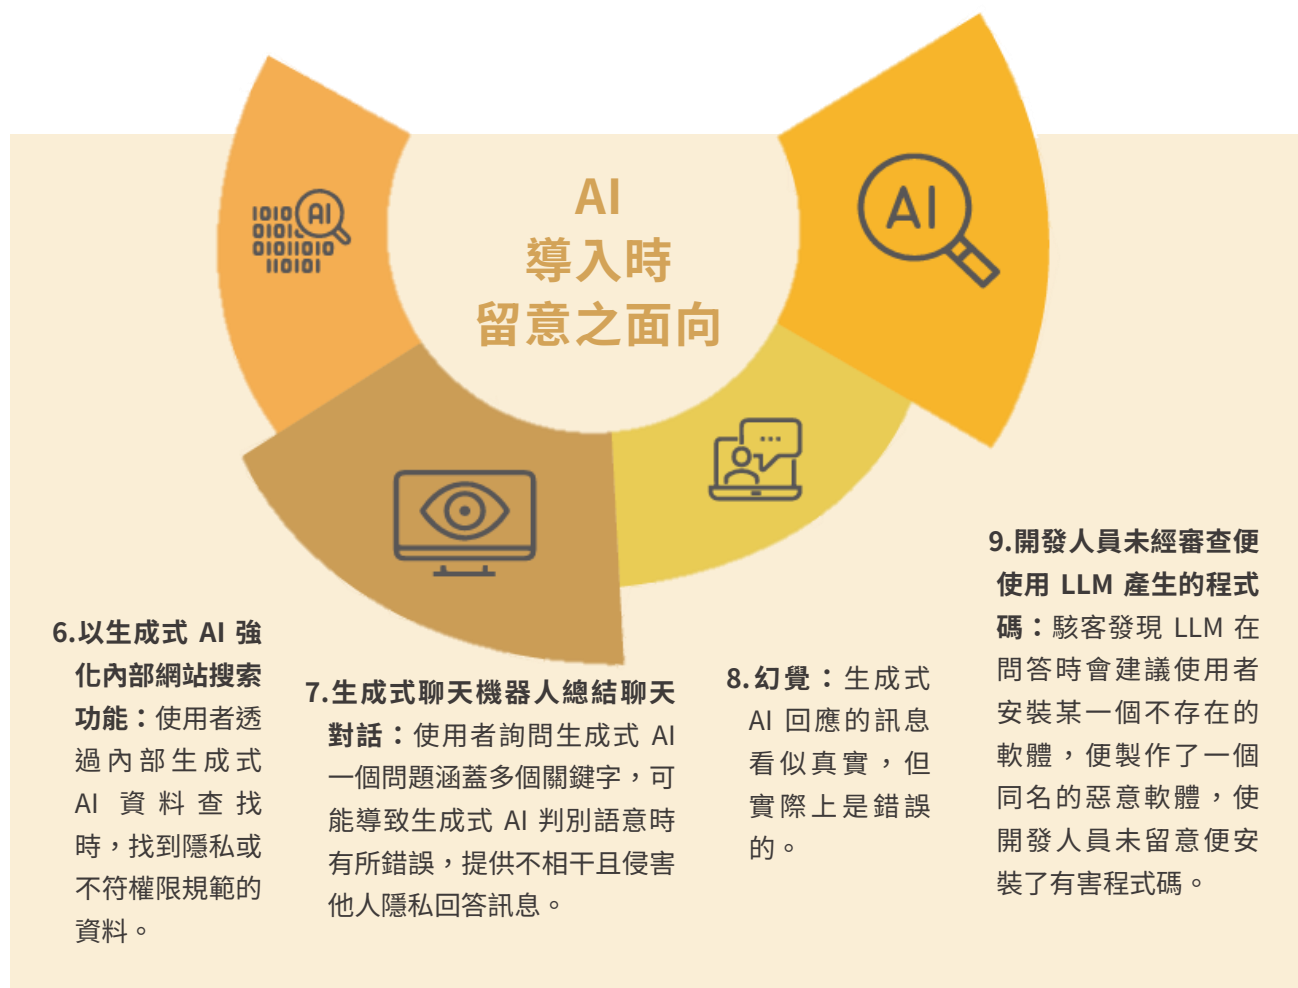 AI
導入時
留意之面向
AI
1010
0101
01011010
110101
AI
6.以生成式 AI 強
化內部網站搜索
功能：使用者透
過內部生成式
AI 資料查找
時，找到隱私或
不符權限規範的
資料。
7.生成式聊天機器人總結聊天
對話：使用者詢問生成式 AI
一個問題涵蓋多個關鍵字，可
能導致生成式 AI 判別語意時
有所錯誤，提供不相干且侵害
他人隱私回答訊息。
8.幻覺：生成式
AI 回應的訊息
看似真實，但
實際上是錯誤
的。
9.開發人員未經審查便
使用 LLM 產生的程式
碼：駭客發現 LLM 在
問答時會建議使用者
安裝某一個不存在的
軟體，便製作了一個
同名的惡意軟體，使
開發人員未留意便安
裝了有害程式碼。